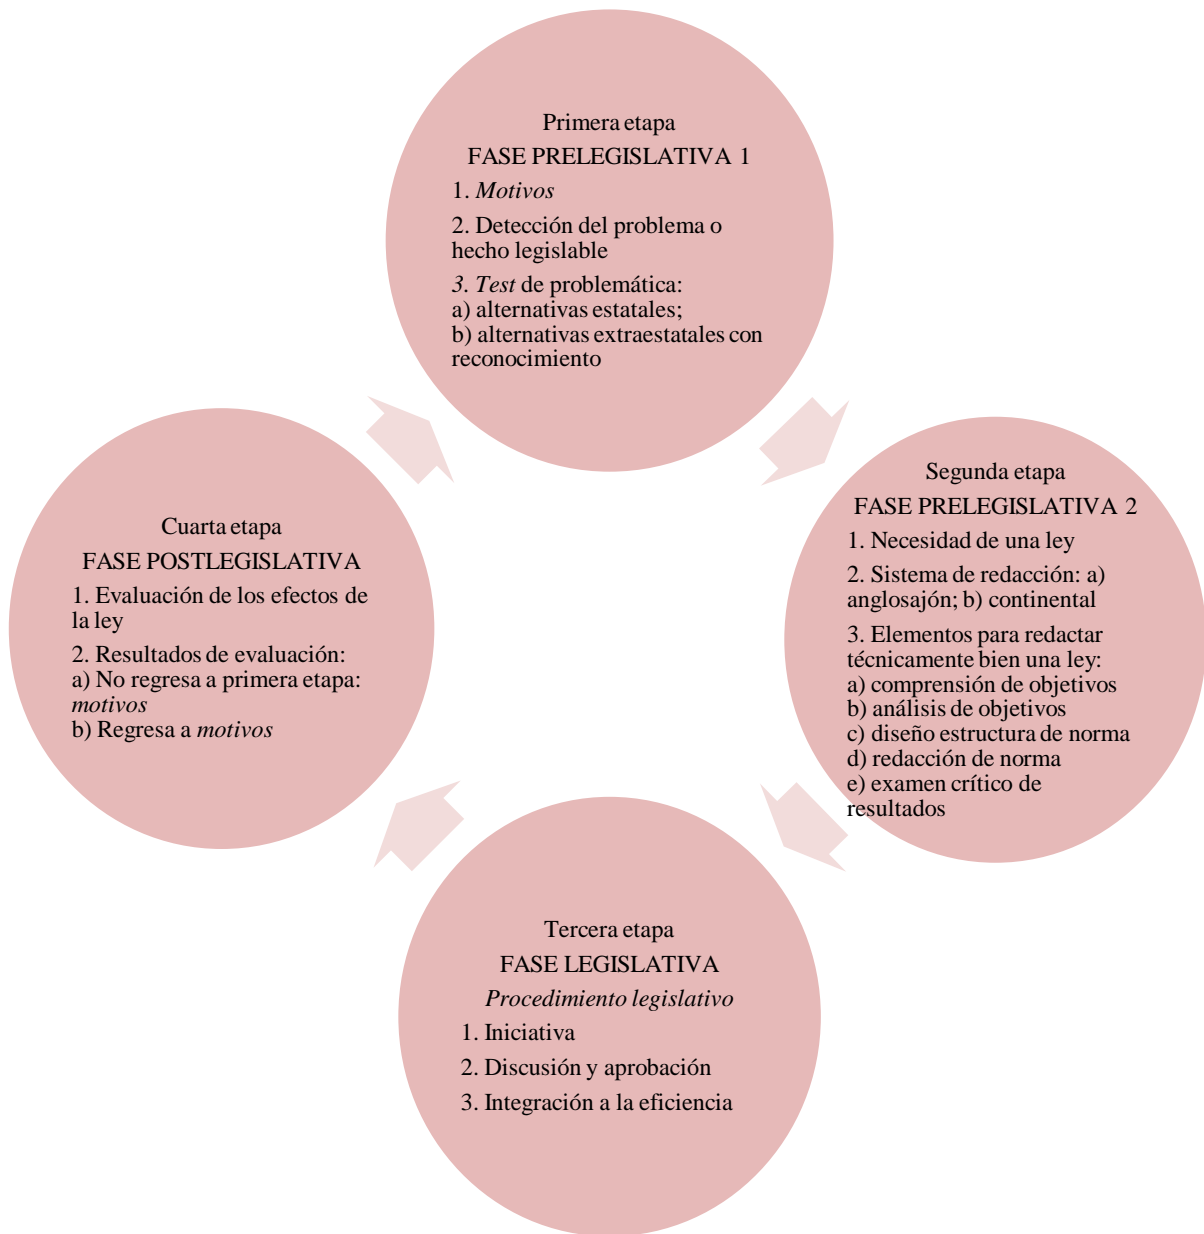 Primera etapa
FASE PRELEGISLATIVA 1
1. Motivos
2. Detección del problema o
hecho legislable
3. Test de problemática:
a) alternativas estatales;
b) alternativas extraestatales con
reconocimiento
Segunda etapa
FASE PRELEGISLATIVA 2
1. Necesidad de una ley
2. Sistema de redacción: a)
anglosajón; b) continental
3. Elementos para redactar
técnicamente bien una ley:
a) comprensión de objetivos
b) análisis de objetivos
c) diseño estructura de norma
d) redacción de norma
e) examen crítico de
resultados
Tercera etapa
FASE LEGISLATIVA
Procedimiento legislativo
1. Iniciativa
2. Discusión y aprobación
3. Integración a la eficiencia
Cuarta etapa
FASE POSTLEGISLATIVA
1. Evaluación de los efectos de
la ley
2. Resultados de evaluación:
a) No regresa a primera etapa:
motivos
b) Regresa a motivos